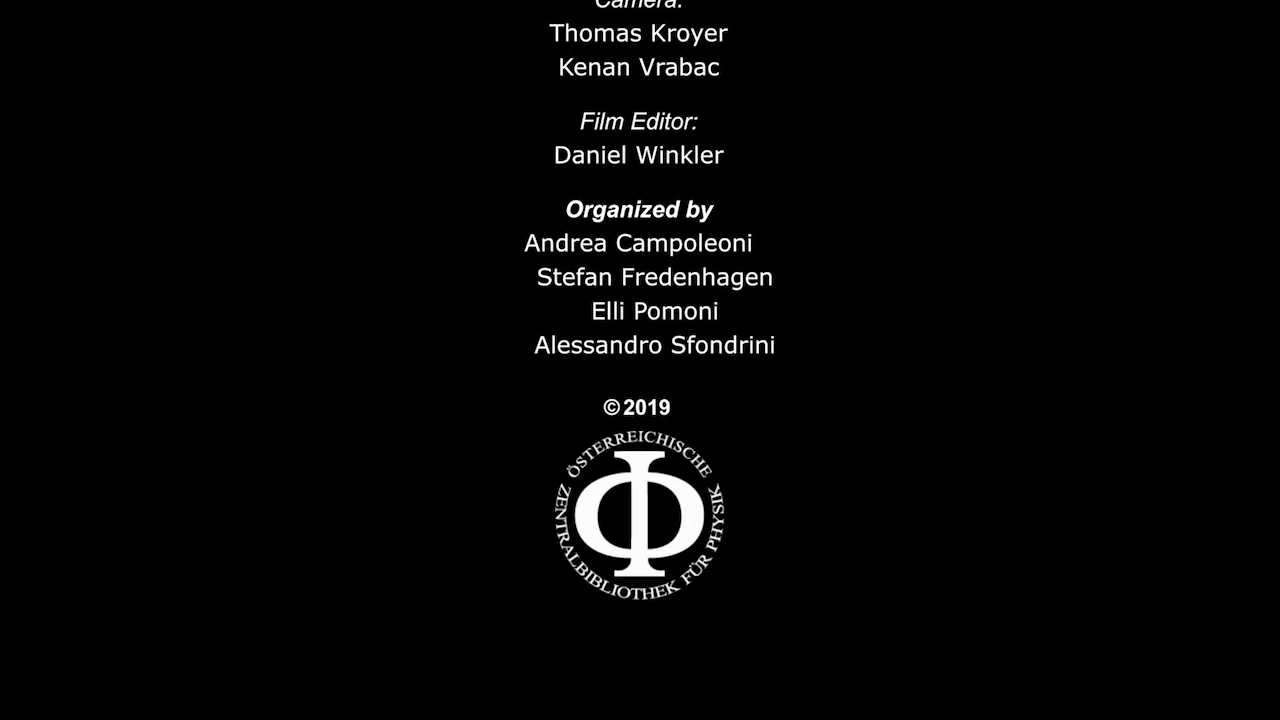 Camera:
Thomas Kroyer
Kenan Vrabac
Film Editor:
Daniel Winkler
Organized by
Andrea Campoleoni
Stefan Fredenhagen
Elli Pomoni
Alessandro Sfondrini
© 2019
ÖSTERREICHISCHE
ZENTRALBIBLIOTHEK FÜR PHYSIK
Φ